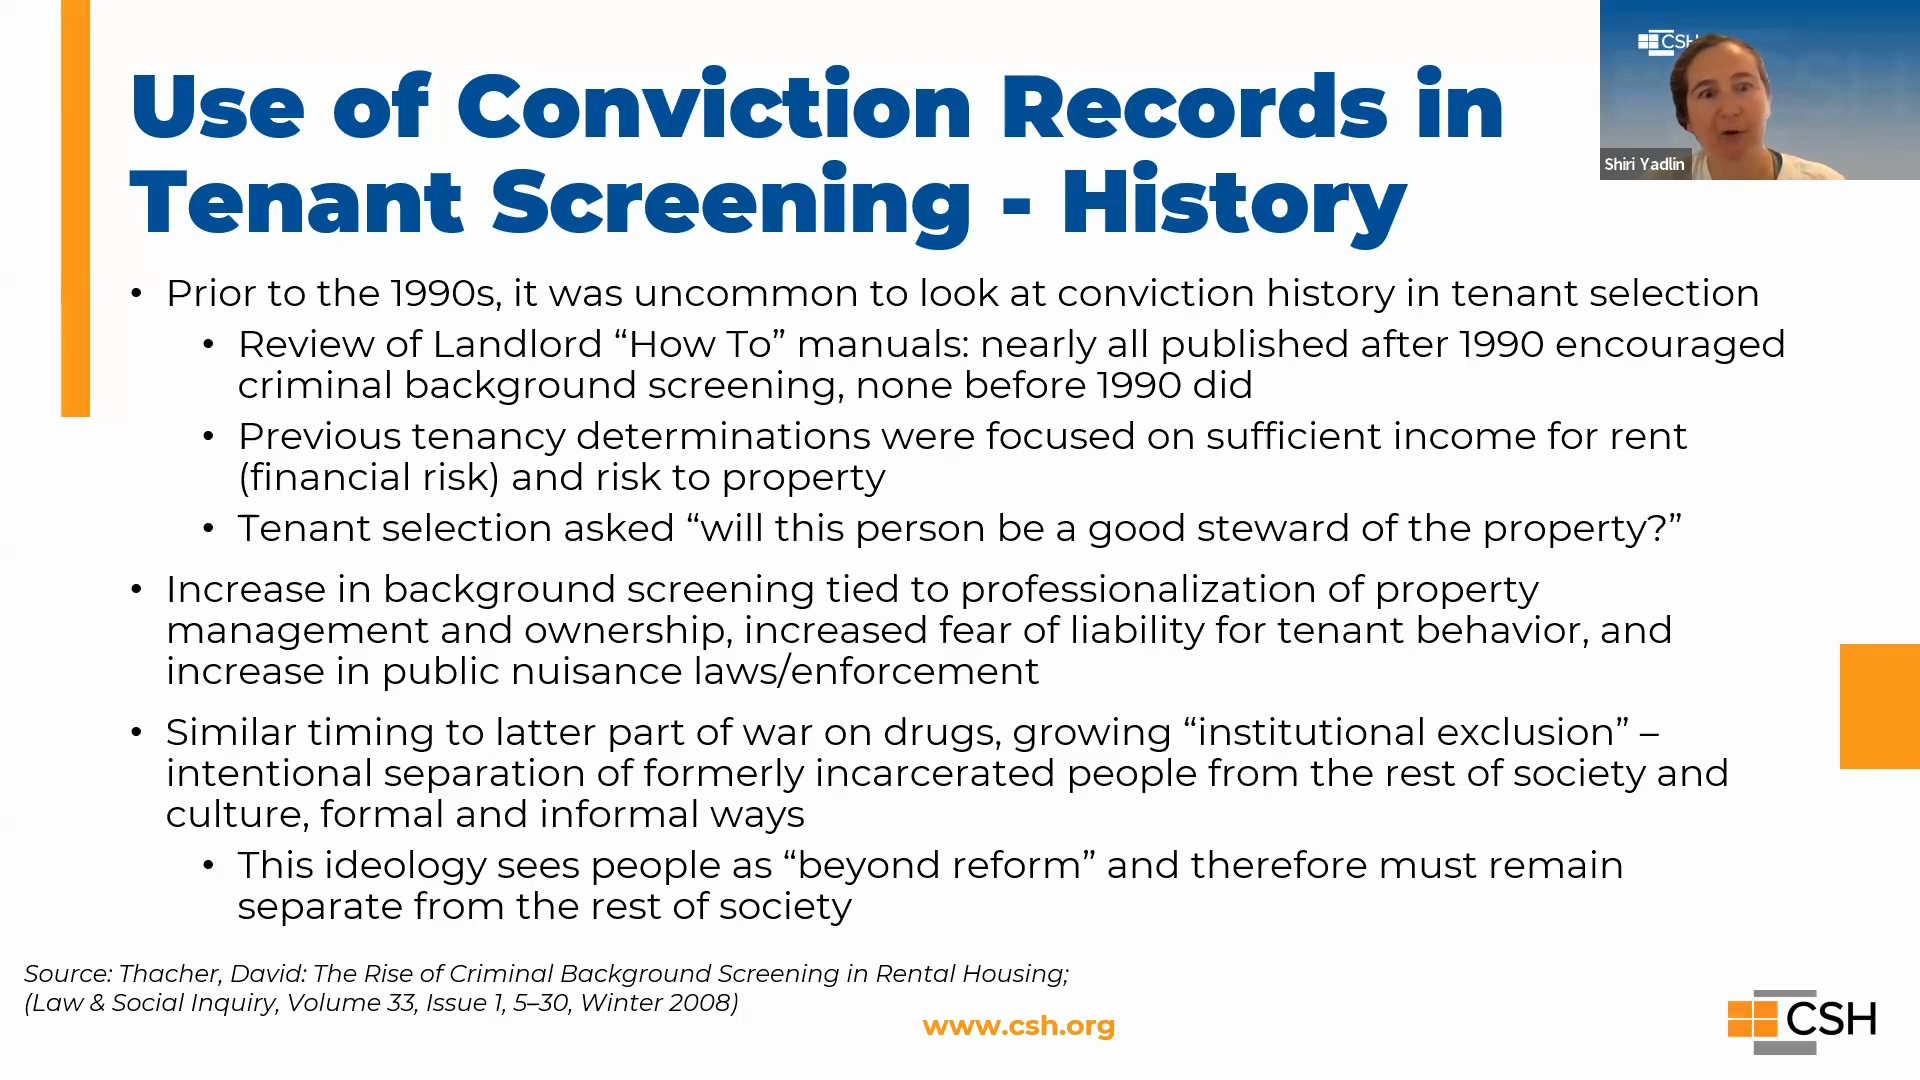 Use of Conviction Records in
Tenant Screening - History
CSH
Shiri Yadlin
• Prior to the 1990s, it was uncommon to look at conviction history in tenant selection
• Review of Landlord “How To” manuals: nearly all published after 1990 encouraged
criminal background screening, none before 1990 did
• Previous tenancy determinations were focused on sufficient income for rent
(financial risk) and risk to property
• Tenant selection asked “will this person be a good steward of the property?”
• Increase in background screening tied to professionalization of property
management and ownership, increased fear of liability for tenant behavior, and
increase in public nuisance laws/enforcement
• Similar timing to latter part of war on drugs, growing “institutional exclusion” –
intentional separation of formerly incarcerated people from the rest of society and
culture, formal and informal ways
• This ideology sees people as “beyond reform” and therefore must remain
separate from the rest of society
Source: Thacher, David: The Rise of Criminal Background Screening in Rental Housing;
(Law & Social Inquiry, Volume 33, Issue 1, 5–30, Winter 2008)
www.csh.org
CSH